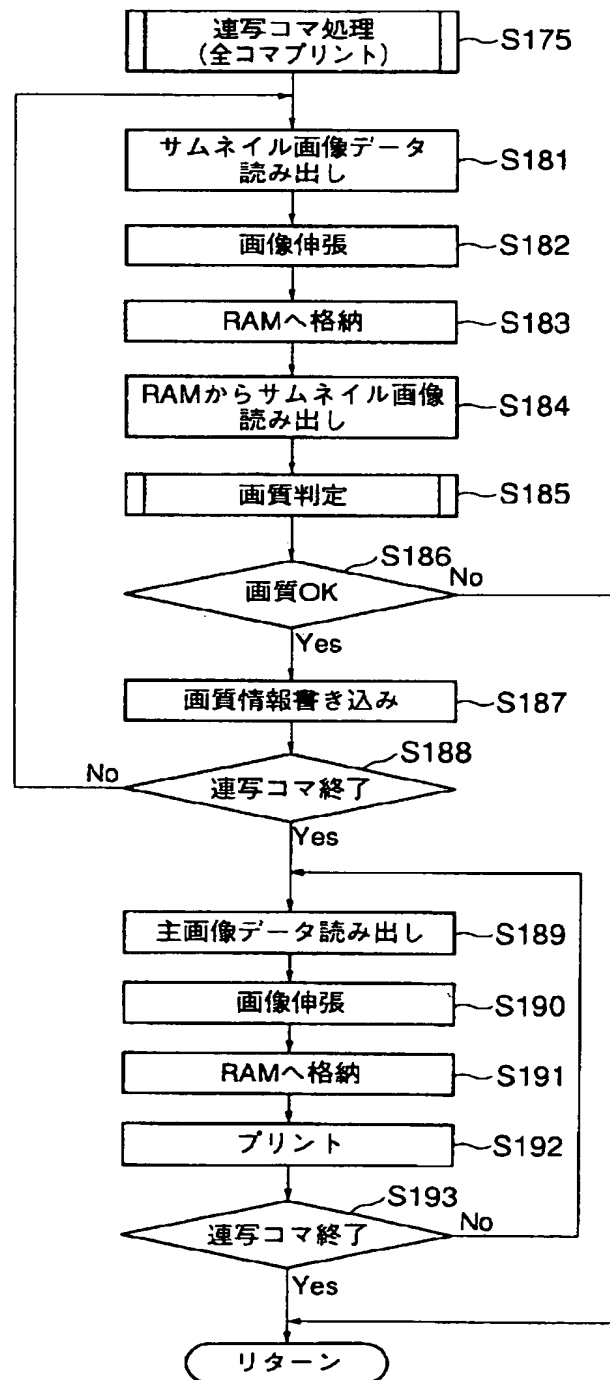 連写コマ処理
(全コマプリント)
S175
サムネイル画像データ
読み出し
S181
画像伸張
S182
RAMへ格納
S183
RAMからサムネイル画像
読み出し
S184
画質判定
S185
S186
画質OK
No
Yes
画質情報書き込み
S187
S188
No
連写コマ終了
Yes
主画像データ読み出し
S189
画像伸張
S190
RAMへ格納
S191
プリント
S192
S193
連写コマ終了
No
Yes
リターン